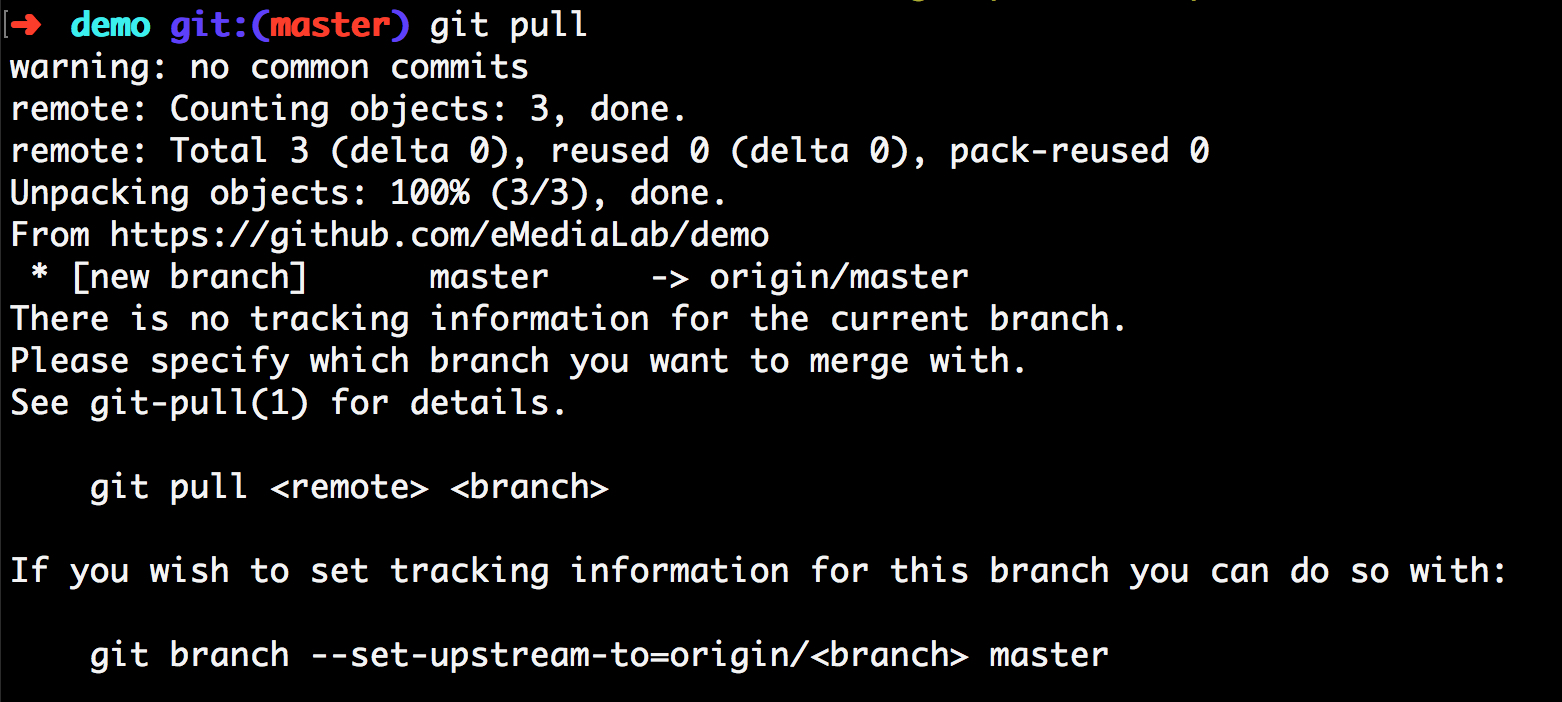 ➜ demo git:(master) git pull
warning: no common commits
remote: Counting objects: 3, done.
remote: Total 3 (delta 0), reused 0 (delta 0), pack-reused 0
Unpacking objects: 100% (3/3), done.
From https://github.com/eMediaLab/demo
 * [new branch]      master     -> origin/master
There is no tracking information for the current branch.
Please specify which branch you want to merge with.
See git-pull(1) for details.

    git pull <remote> <branch>

If you wish to set tracking information for this branch you can do so with:

    git branch --set-upstream-to=origin/<branch> master